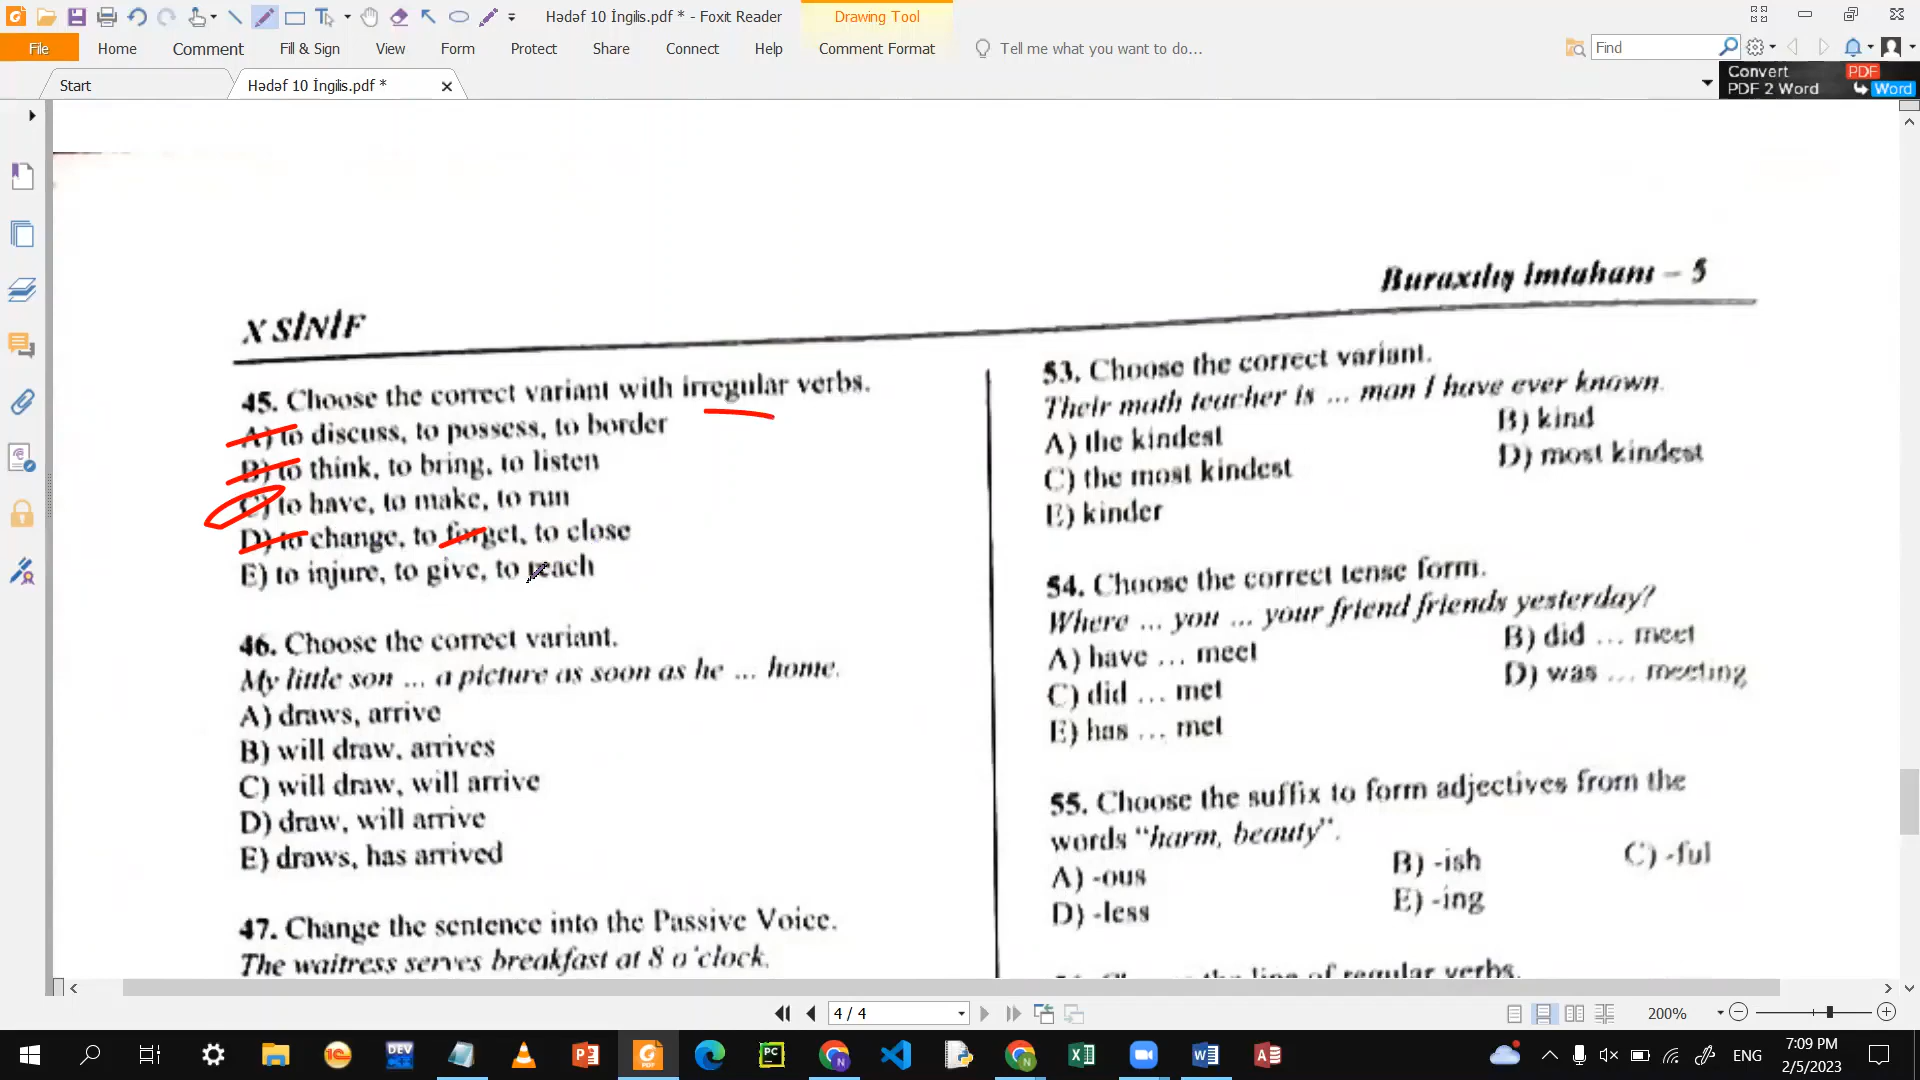 Hədəf 10 İngilis.pdf * - Foxit Reader
Drawing Tool
File
Home
Comment
Fill & Sign
View
Form
Protect
Share
Connect
Help
Comment Format
Tell me what you want to do...
Find
Start
Hədəf 10 İngilis.pdf *
Convert
PDF 2 Word
PDF
Word
X SİNİF
Buraxılış İmtahanı – 5
45. Choose the correct variant with irregular verbs.
A) to discuss, to possess, to border
B) to think, to bring, to listen
C) to have, to make, to run
D) to change, to forget, to close
E) to injure, to give, to reach
46. Choose the correct variant.
My little son ... a picture as soon as he ... home.
A) draws, arrive
B) will draw, arrives
C) will draw, will arrive
D) draw, will arrive
E) draws, has arrived
47. Change the sentence into the Passive Voice.
The waitress serves breakfast at 8 o'clock.
53. Choose the correct variant.
Their math teacher is ... man I have ever known.
A) the kindest
B) kind
C) the most kindest
D) most kindest
E) kinder
54. Choose the correct tense form.
Where ... you ... your friend friends yesterday?
A) have ... meet
B) did ... meet
C) did ... met
D) was ... meeting
E) has ... met
55. Choose the suffix to form adjectives from the
words "harm, beauty".
A) -ous
B) -ish
C) -ful
D) -less
E) -ing
the line of regular verbs.
4 / 4
200%
DEV
PC
N
N
ENG
7:09 PM
2/5/2023